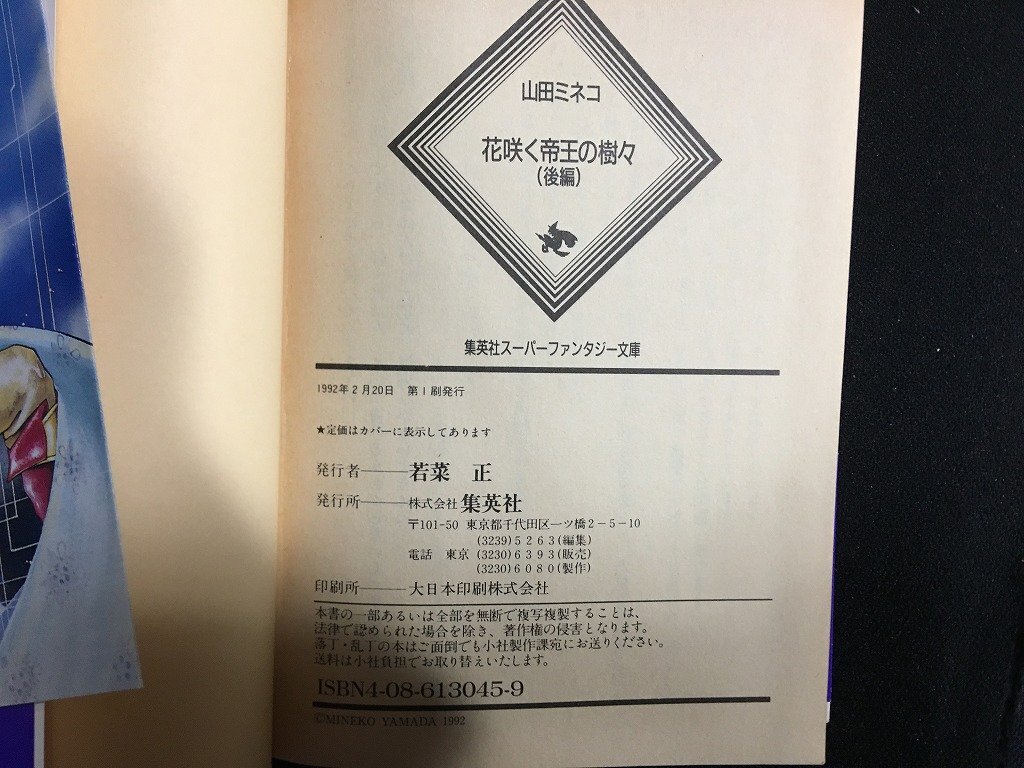 山田ミネコ
花咲く帝王の樹々
(後編)
集英社スーパーファンタジー文庫
1992年2月20日　第1刷発行
★定価はカバーに表示してあります
発行者――若菜　正
発行所――株式会社 集英社
〒101-50 東京都千代田区一ツ橋2-5-10
(3239)5263(編集)
電話　東京 (3230)6393(販売)
(3230)6080(製作)
印刷所――大日本印刷株式会社
本書の一部あるいは全部を無断で複写複製することは、
法律で認められた場合を除き、著作権の侵害となります。
落丁・乱丁の本はご面倒でも小社製作課宛にお送りください。
送料は小社負担でお取り替えいたします。
ISBN4-08-613045-9
©MINEKO YAMADA 1992